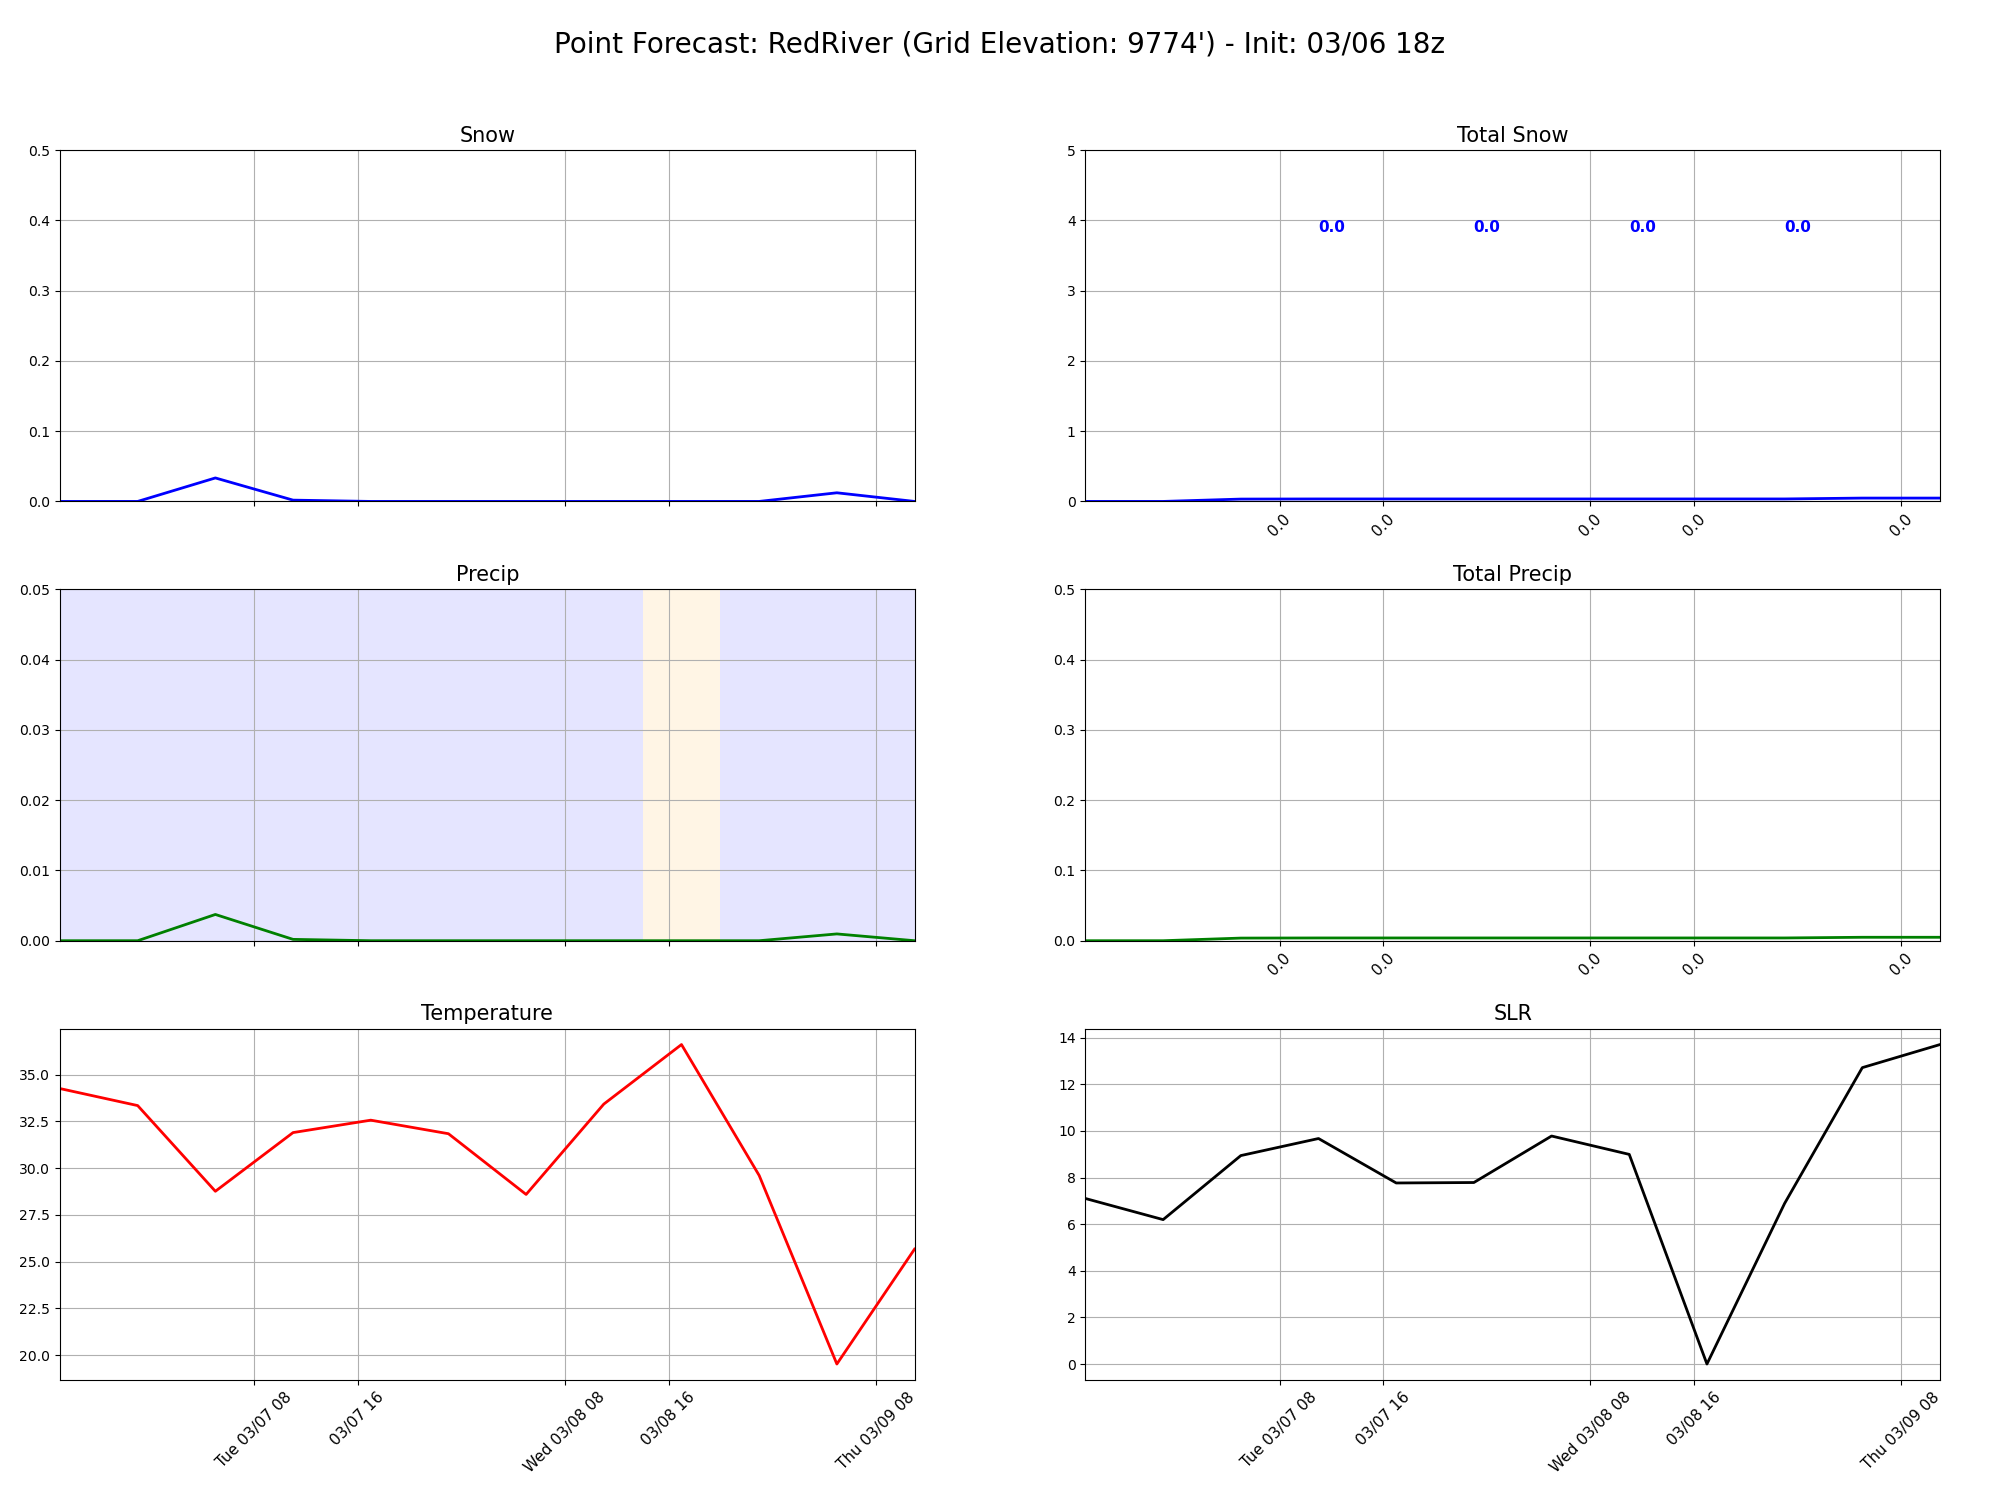 Point Forecast: RedRiver (Grid Elevation: 9774') - Init: 03/06 18z
Snow
0.5
0.4
0.3
0.2
0.1
0.0
Total Snow
5
4
3
2
1
0
0.0 0.0 0.0 0.0
0.0 0.0 0.0 0.0 0.0
Precip
0.05
0.04
0.03
0.02
0.01
0.00
Total Precip
0.5
0.4
0.3
0.2
0.1
0.0
0.0 0.0 0.0 0.0 0.0
Temperature
35.0
32.5
30.0
27.5
25.0
22.5
20.0
Tue 03/07 08
03/07 16
Wed 03/08 08
03/08 16
Thu 03/09 08
SLR
14
12
10
8
6
4
2
0
Tue 03/07 08
03/07 16
Wed 03/08 08
03/08 16
Thu 03/09 08